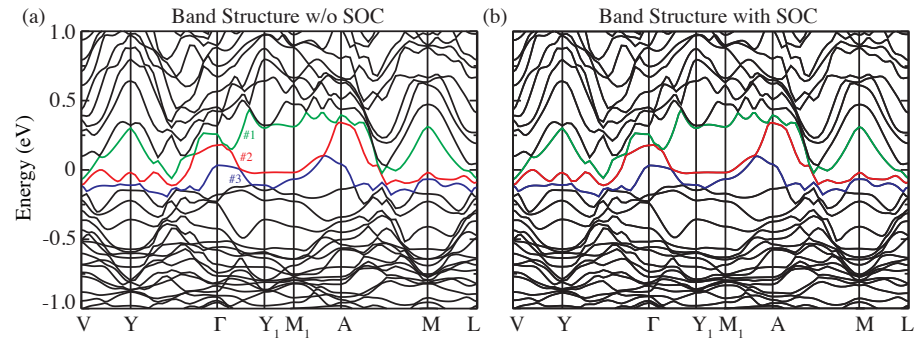 (a) Band Structure w/o SOC
(b) Band Structure with SOC
Energy (eV)
1.0
0.5
0
-0.5
-1.0
#1
#2
#3
V Y Γ Y1 M1 A M L
V Y Γ Y1 M1 A M L